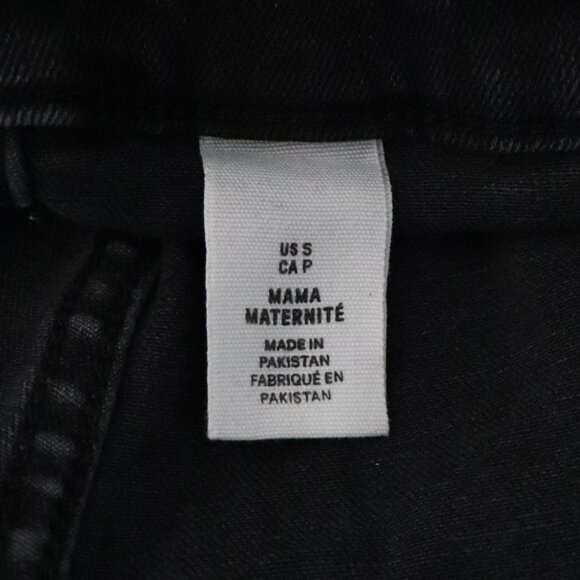 US S
CA P
MAMA
MATERNITÉ
MADE IN
PAKISTAN
FABRIQUÉ EN
PAKISTAN